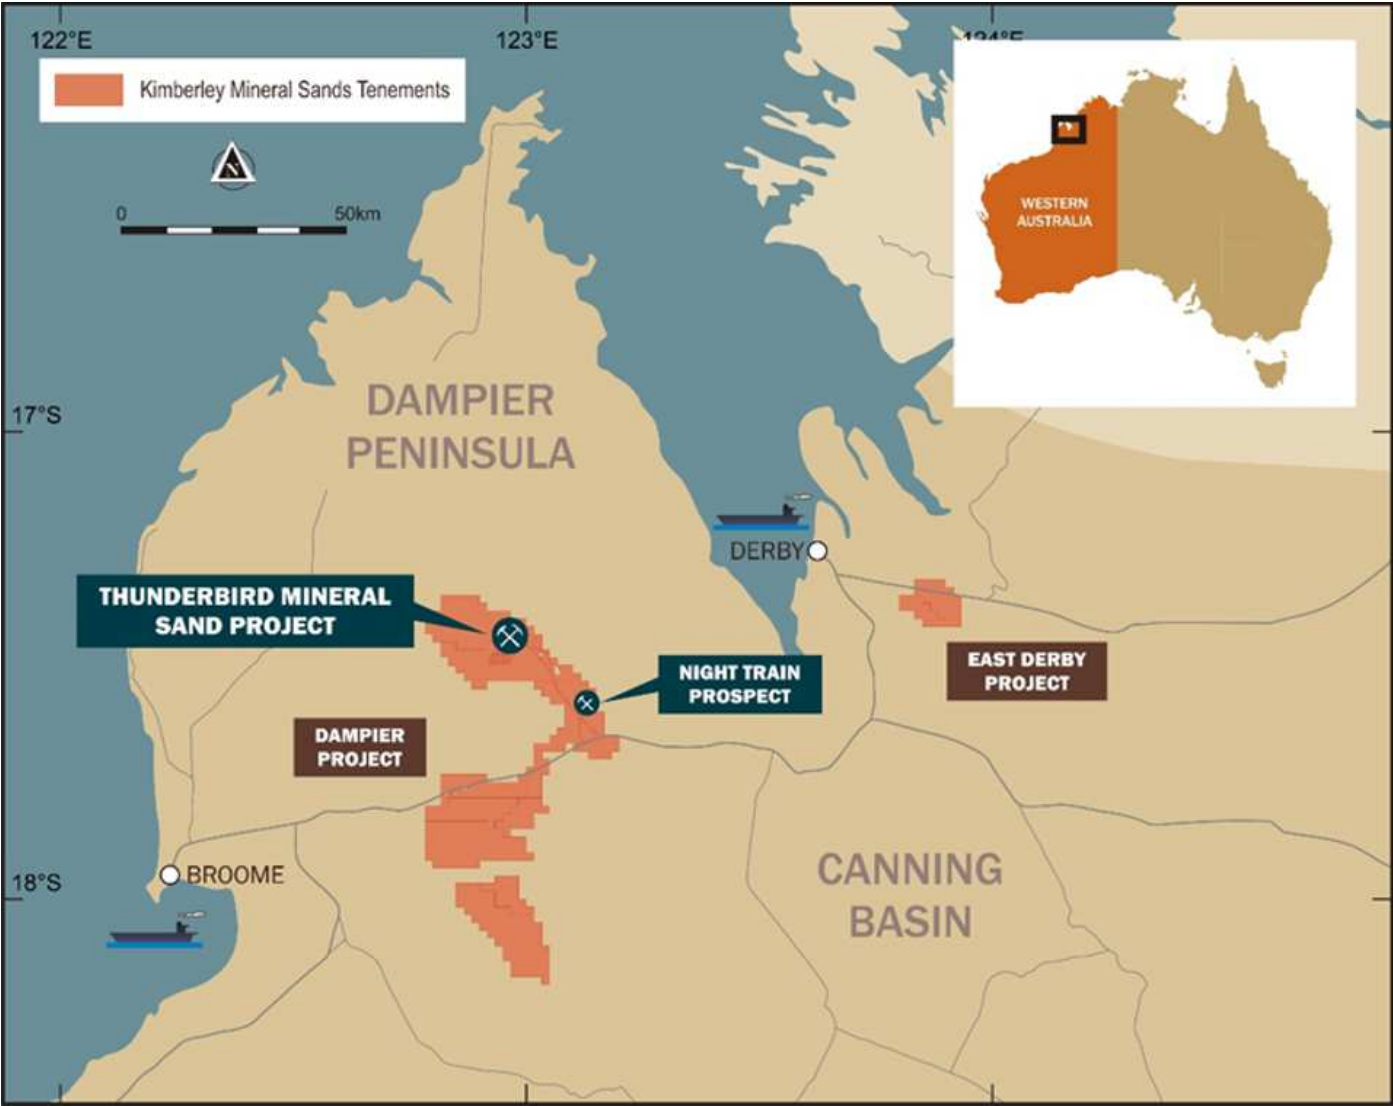 122°E
123°E
124°E
Kimberley Mineral Sands Tenements
N
0
50km
WESTERN
AUSTRALIA
DAMPIER
PENINSULA
17°S
DERBY
THUNDERBIRD MINERAL
SAND PROJECT
NIGHT TRAIN
PROSPECT
EAST DERBY
PROJECT
DAMPIER
PROJECT
BROOME
18°S
CANNING
BASIN